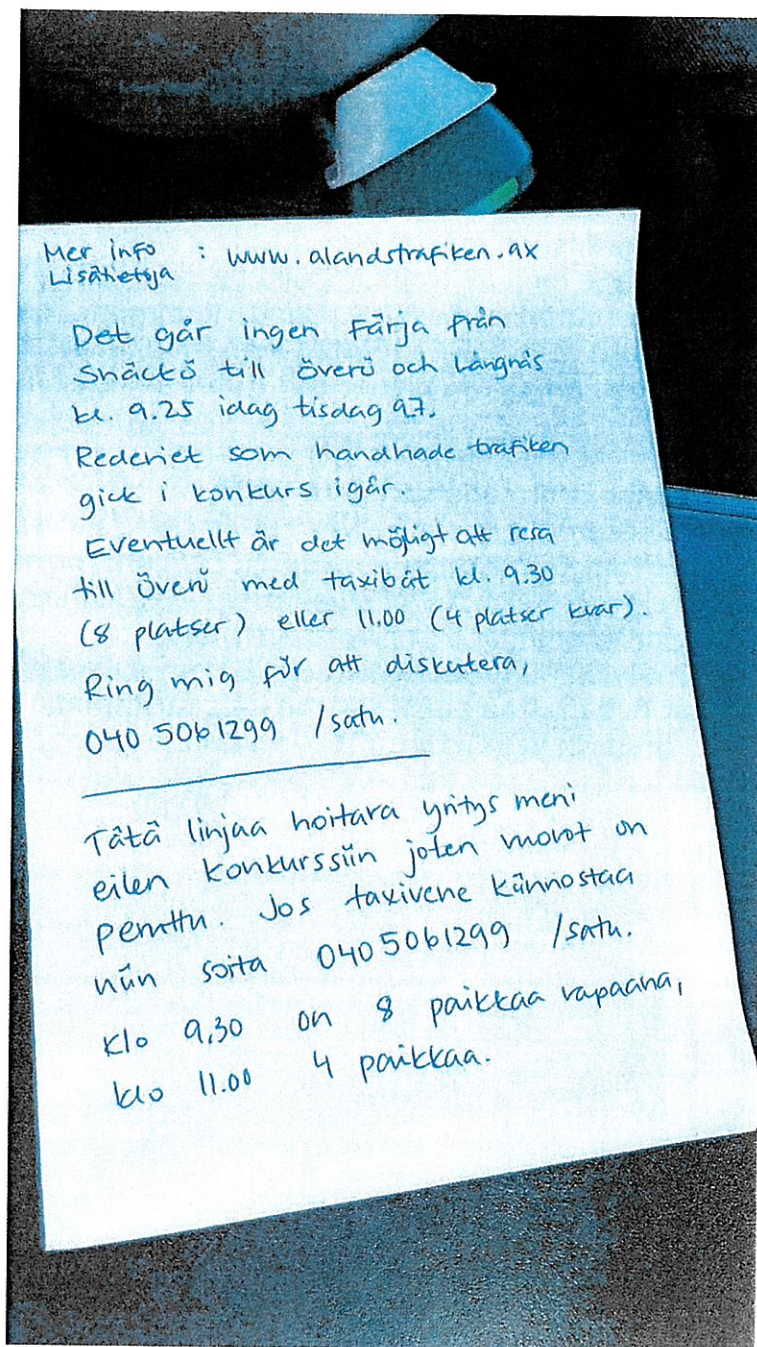 Mer info : www.alandstrafiken.ax
Lisätietoja
Det går ingen färja från
Snäckö till Överö och Långnäs
kl. 9.25 idag tisdag 9.7.
Rederiet som handhade trafiken
gick i konkurs igår.
Eventuellt är det möjligt att resa
till Överö med taxibåt kl. 9.30
(8 platser) eller 11.00 (4 platser kvar).
Ring mig för att diskutera,
040 5061299 /Satu.
Tätä linjaa hoitava yritys meni
eilen konkurssiin joten vuorot on
peruttu. Jos taxivene kiinnostaa
niin soita 040 5061299 /Satu.
Klo 9,30 on 8 paikkaa vapaana,
klo 11.00 4 paikkaa.